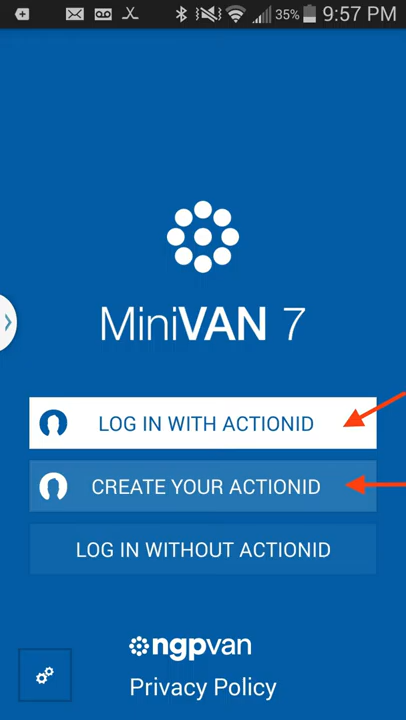 35% 9:57 PM
MiniVAN 7
LOG IN WITH ACTIONID
CREATE YOUR ACTIONID
LOG IN WITHOUT ACTIONID
ngpvan
Privacy Policy